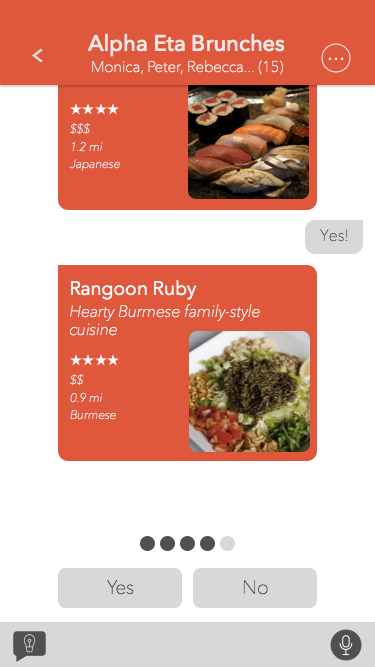 Alpha Eta Brunches
Monica, Peter, Rebecca... (15)
★★★★
$$$
1.2 mi
Japanese
Yes!
Rangoon Ruby
Hearty Burmese family-style
cuisine
★★★★
$$
0.9 mi
Burmese
Yes
No